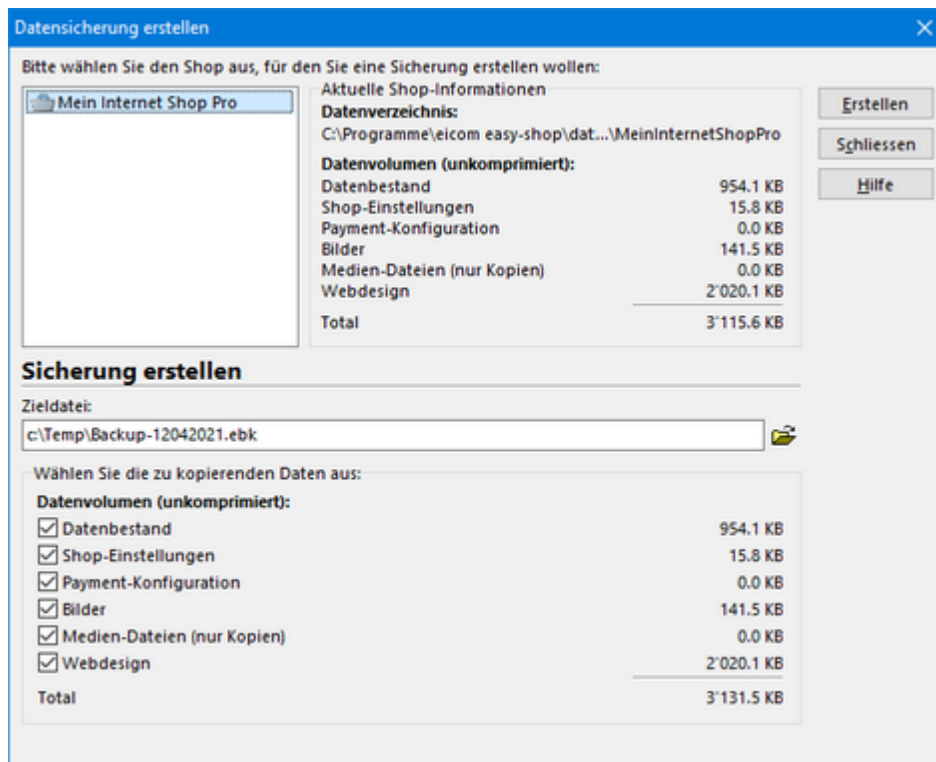 Datensicherung erstellen
Bitte wählen Sie den Shop aus, für den Sie eine Sicherung erstellen wollen:
Mein Internet Shop Pro
Aktuelle Shop-Informationen
Datenverzeichnis:
C:\Programme\eicom easy-shop\dat...\MeinInternetShopPro
Datenvolumen (unkomprimiert):
Datenbestand 954.1 KB
Shop-Einstellungen 15.8 KB
Payment-Konfiguration 0.0 KB
Bilder 141.5 KB
Medien-Dateien (nur Kopien) 0.0 KB
Webdesign 2'020.1 KB
Total 3'115.6 KB
Erstellen
Schliessen
Hilfe
Sicherung erstellen
Zieldatei:
c:\Temp\Backup-12042021.ebk
Wählen Sie die zu kopierenden Daten aus:
Datenvolumen (unkomprimiert):
Datenbestand 954.1 KB
Shop-Einstellungen 15.8 KB
Payment-Konfiguration 0.0 KB
Bilder 141.5 KB
Medien-Dateien (nur Kopien) 0.0 KB
Webdesign 2'020.1 KB
Total 3'131.5 KB